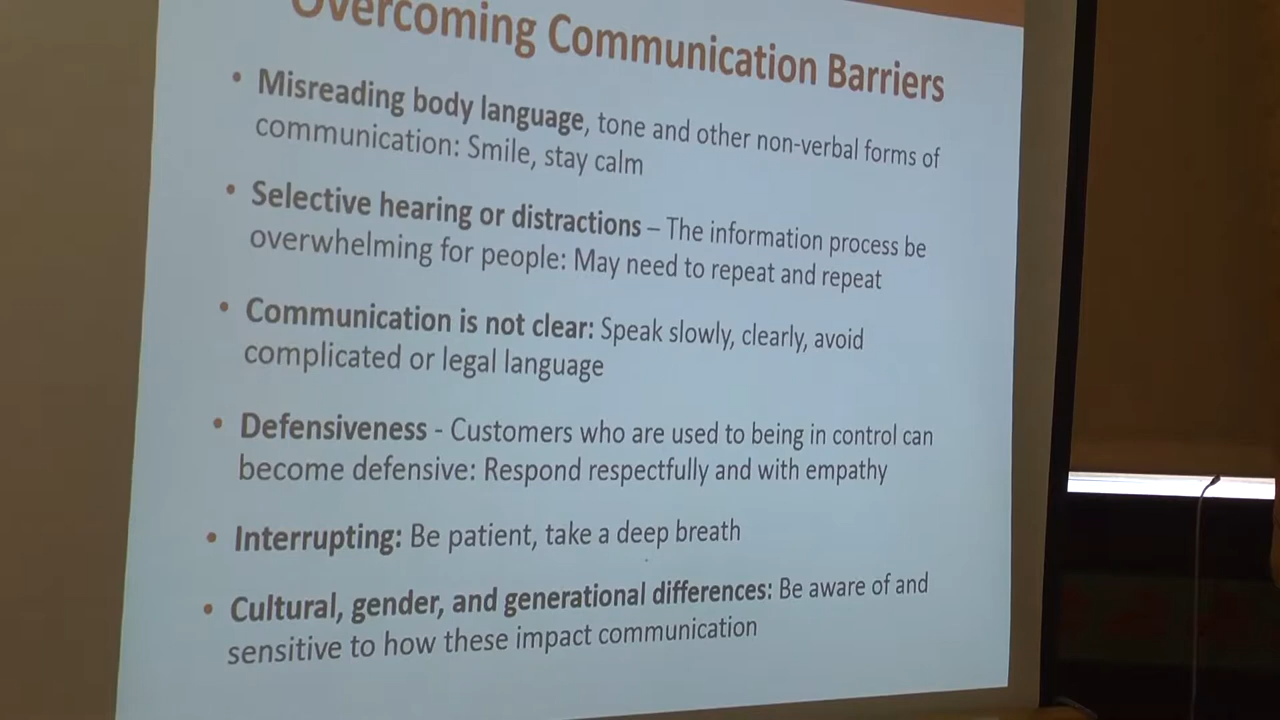 Overcoming Communication Barriers
• Misreading body language, tone and other non-verbal forms of
communication: Smile, stay calm
• Selective hearing or distractions – The information process be
overwhelming for people: May need to repeat and repeat
• Communication is not clear: Speak slowly, clearly, avoid
complicated or legal language
• Defensiveness - Customers who are used to being in control can
become defensive: Respond respectfully and with empathy
• Interrupting: Be patient, take a deep breath
• Cultural, gender, and generational differences: Be aware of and
sensitive to how these impact communication